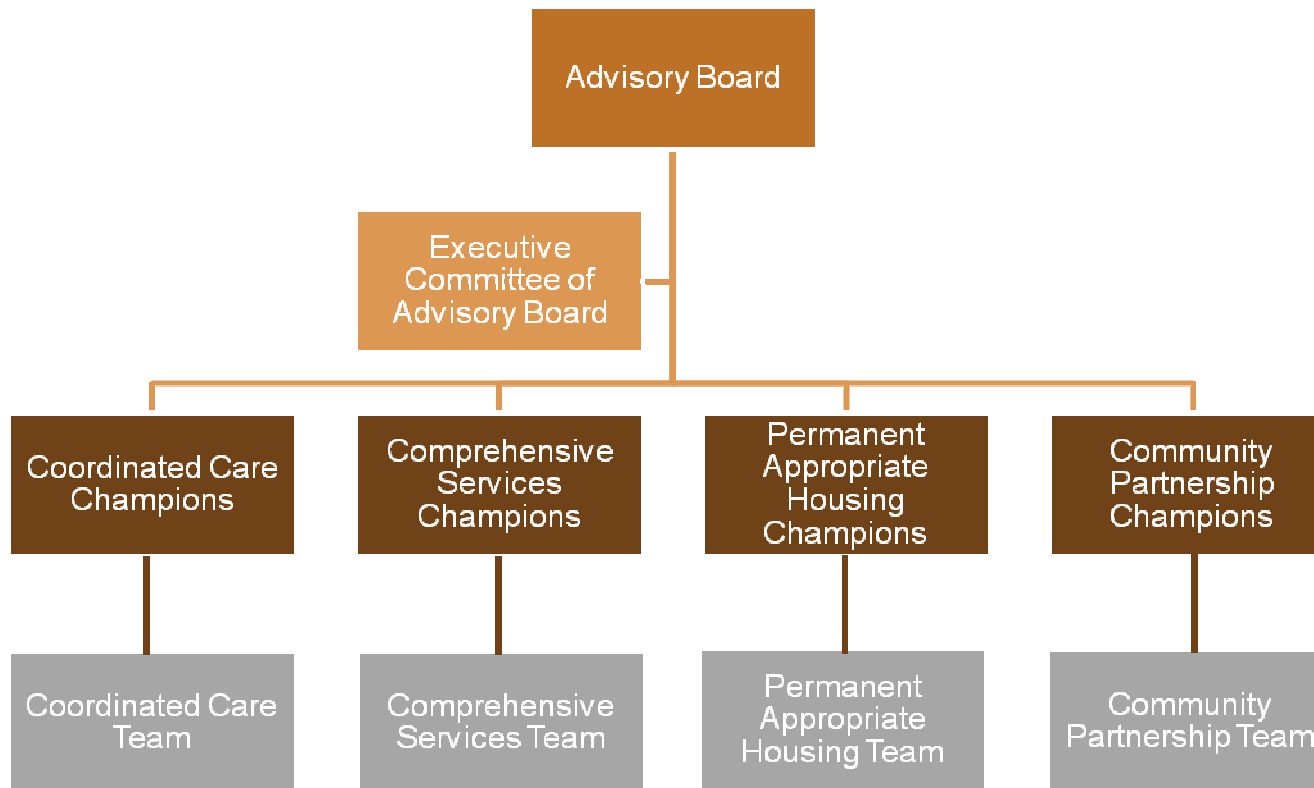 Advisory Board
Executive
Committee of
Advisory Board
Coordinated Care
Champions
Comprehensive
Services
Champions
Permanent
Appropriate
Housing
Champions
Community
Partnership
Champions
Coordinated Care
Team
Comprehensive
Services Team
Permanent
Appropriate
Housing Team
Community
Partnership Team